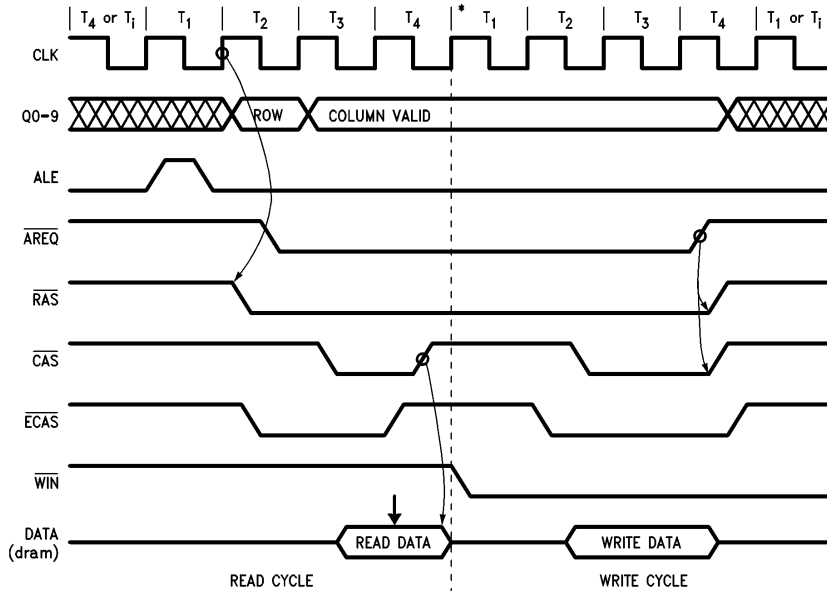 T4 or Ti T1 T2 T3 T4 * T1 T2 T3 T4 T1 or Ti
CLK
Q0-9 ROW COLUMN VALID
ALE
AREQ
RAS
CAS
ECAS
WIN
DATA (dram) READ DATA WRITE DATA
READ CYCLE WRITE CYCLE